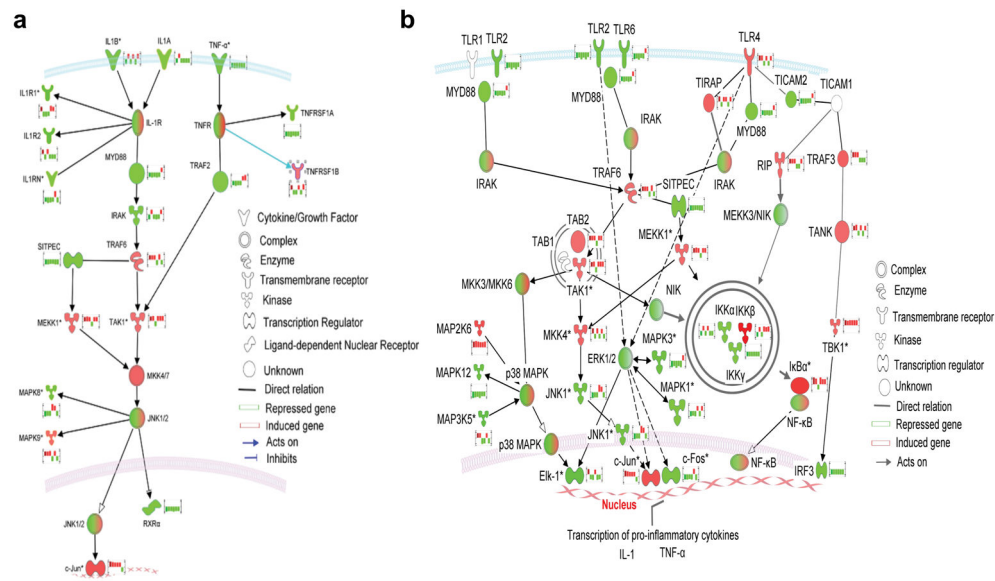 a
IL1B*
IL1A
TNF-α*
IL1R1*
IL1R2
IL1RN*
IL-1R
TNFR
TNFRSF1A
TNFRSF1B
MYD88
TRAF2
IRAK
SITPEC
TRAF6
MEKK1*
TAK1*
MKK4/7
MAPK8*
MAPK9*
JNK1/2
JNK1/2
RXRα
c-Jun*
Cytokine/Growth Factor
Complex
Enzyme
Transmembrane receptor
Kinase
Transcription Regulator
Ligand-dependent Nuclear Receptor
Unknown
Direct relation
Repressed gene
Induced gene
Acts on
Inhibits
b
TLR1
TLR2
TLR2
TLR6
TLR4
MYD88
MYD88
TIRAP
TICAM2
TICAM1
MYD88
IRAK
IRAK
IRAK
TRAF6
SITPEC
RIP
TRAF3
MEKK3/NIK
TANK
TAB2
TAB1
TAK1*
MEKK1*
MKK3/MKK6
NIK
MKK4*
MAP2K6
MAPK12
MAP3K5*
p38 MAPK
p38 MAPK
ERK1/2
MAPK3*
MAPK1*
JNK1*
JNK1*
IKKα
IKKβ
IKKγ
TBK1*
IκBα*
NF-κB
NF-κB
IRF3
Elk-1*
c-Jun*
c-Fos*
Nucleus
Transcription of pro-inflammatory cytokines
IL-1
TNF-α
Complex
Enzyme
Transmembrane receptor
Kinase
Transcription regulator
Unknown
Direct relation
Repressed gene
Induced gene
Acts on